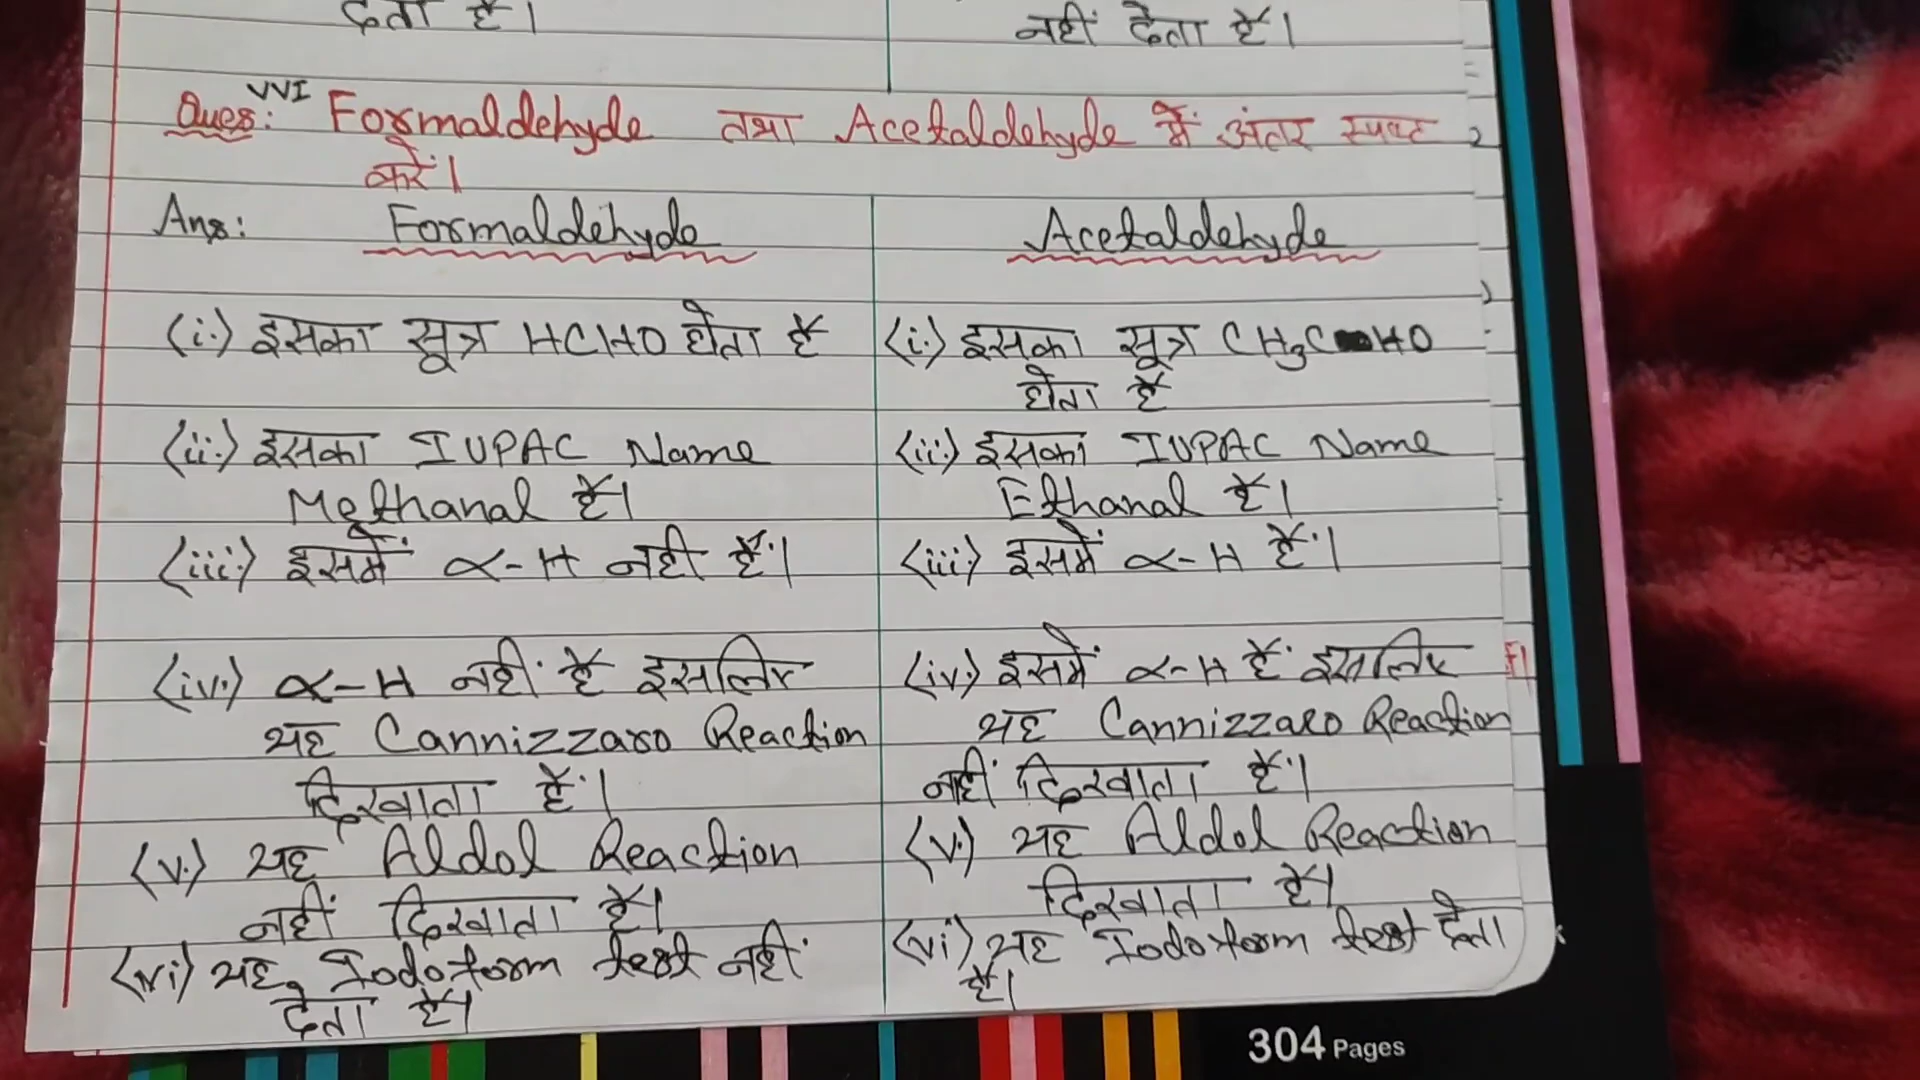 देता है।
नहीं देता है।
VVI
Ques: Formaldehyde तथा Acetaldehyde में अंतर स्पष्ट
करें।
Ans: Formaldehyde
Acetaldehyde
(i.) इसका सूत्र HCHO होता है
(i.) इसका सूत्र CH3CHO
होता है
(ii.) इसका IUPAC Name
Methanal है।
(ii.) इसका IUPAC Name
Ethanal है।
(iii.) इसमें α-H नहीं है।
(iii.) इसमें α-H है।
(iv.) α-H नहीं है इसलिए
यह Cannizzaro Reaction
दिखाता है।
(iv.) इसमें α-H है इसलिए
यह Cannizzaro Reaction
नहीं दिखाता है।
(v.) यह Aldol Reaction
नहीं दिखाता है।
(v.) यह Aldol Reaction
दिखाता है।
(vi) यह Iodoform test नहीं
देता है।
(vi) यह Iodoform test देता
है।
304 Pages